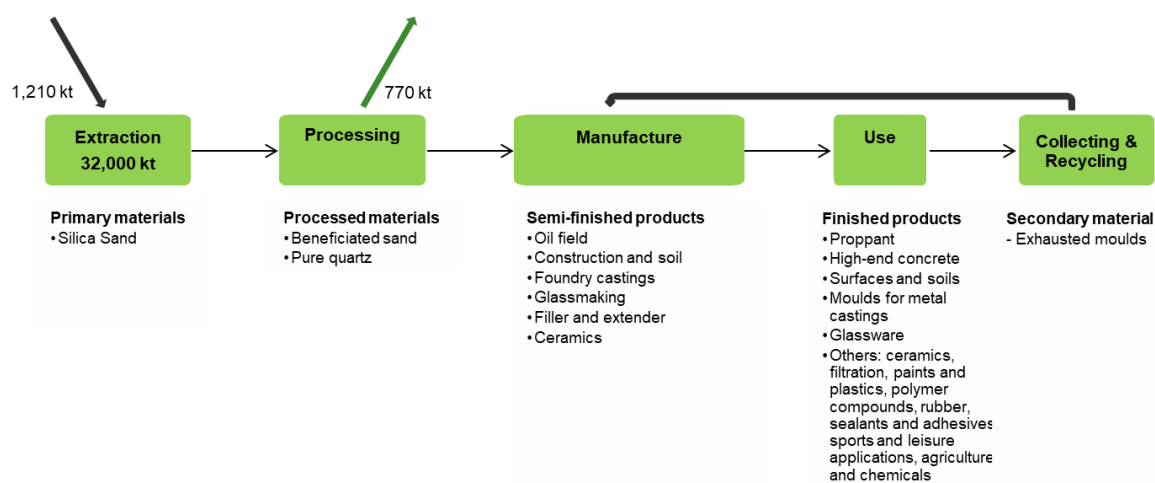 1,210 kt
770 kt
Extraction
32,000 kt
Processing
Manufacture
Use
Collecting &
Recycling
Primary materials
•Silica Sand
Processed materials
•Beneficiated sand
•Pure quartz
Semi-finished products
•Oil field
•Construction and soil
•Foundry castings
•Glassmaking
•Filler and extender
•Ceramics
Finished products
•Proppant
•High-end concrete
•Surfaces and soils
•Moulds for metal
castings
•Glassware
•Others: ceramics,
filtration, paints and
plastics, polymer
compounds, rubber,
sealants and adhesives
sports and leisure
applications, agriculture
and chemicals
Secondary material
- Exhausted moulds